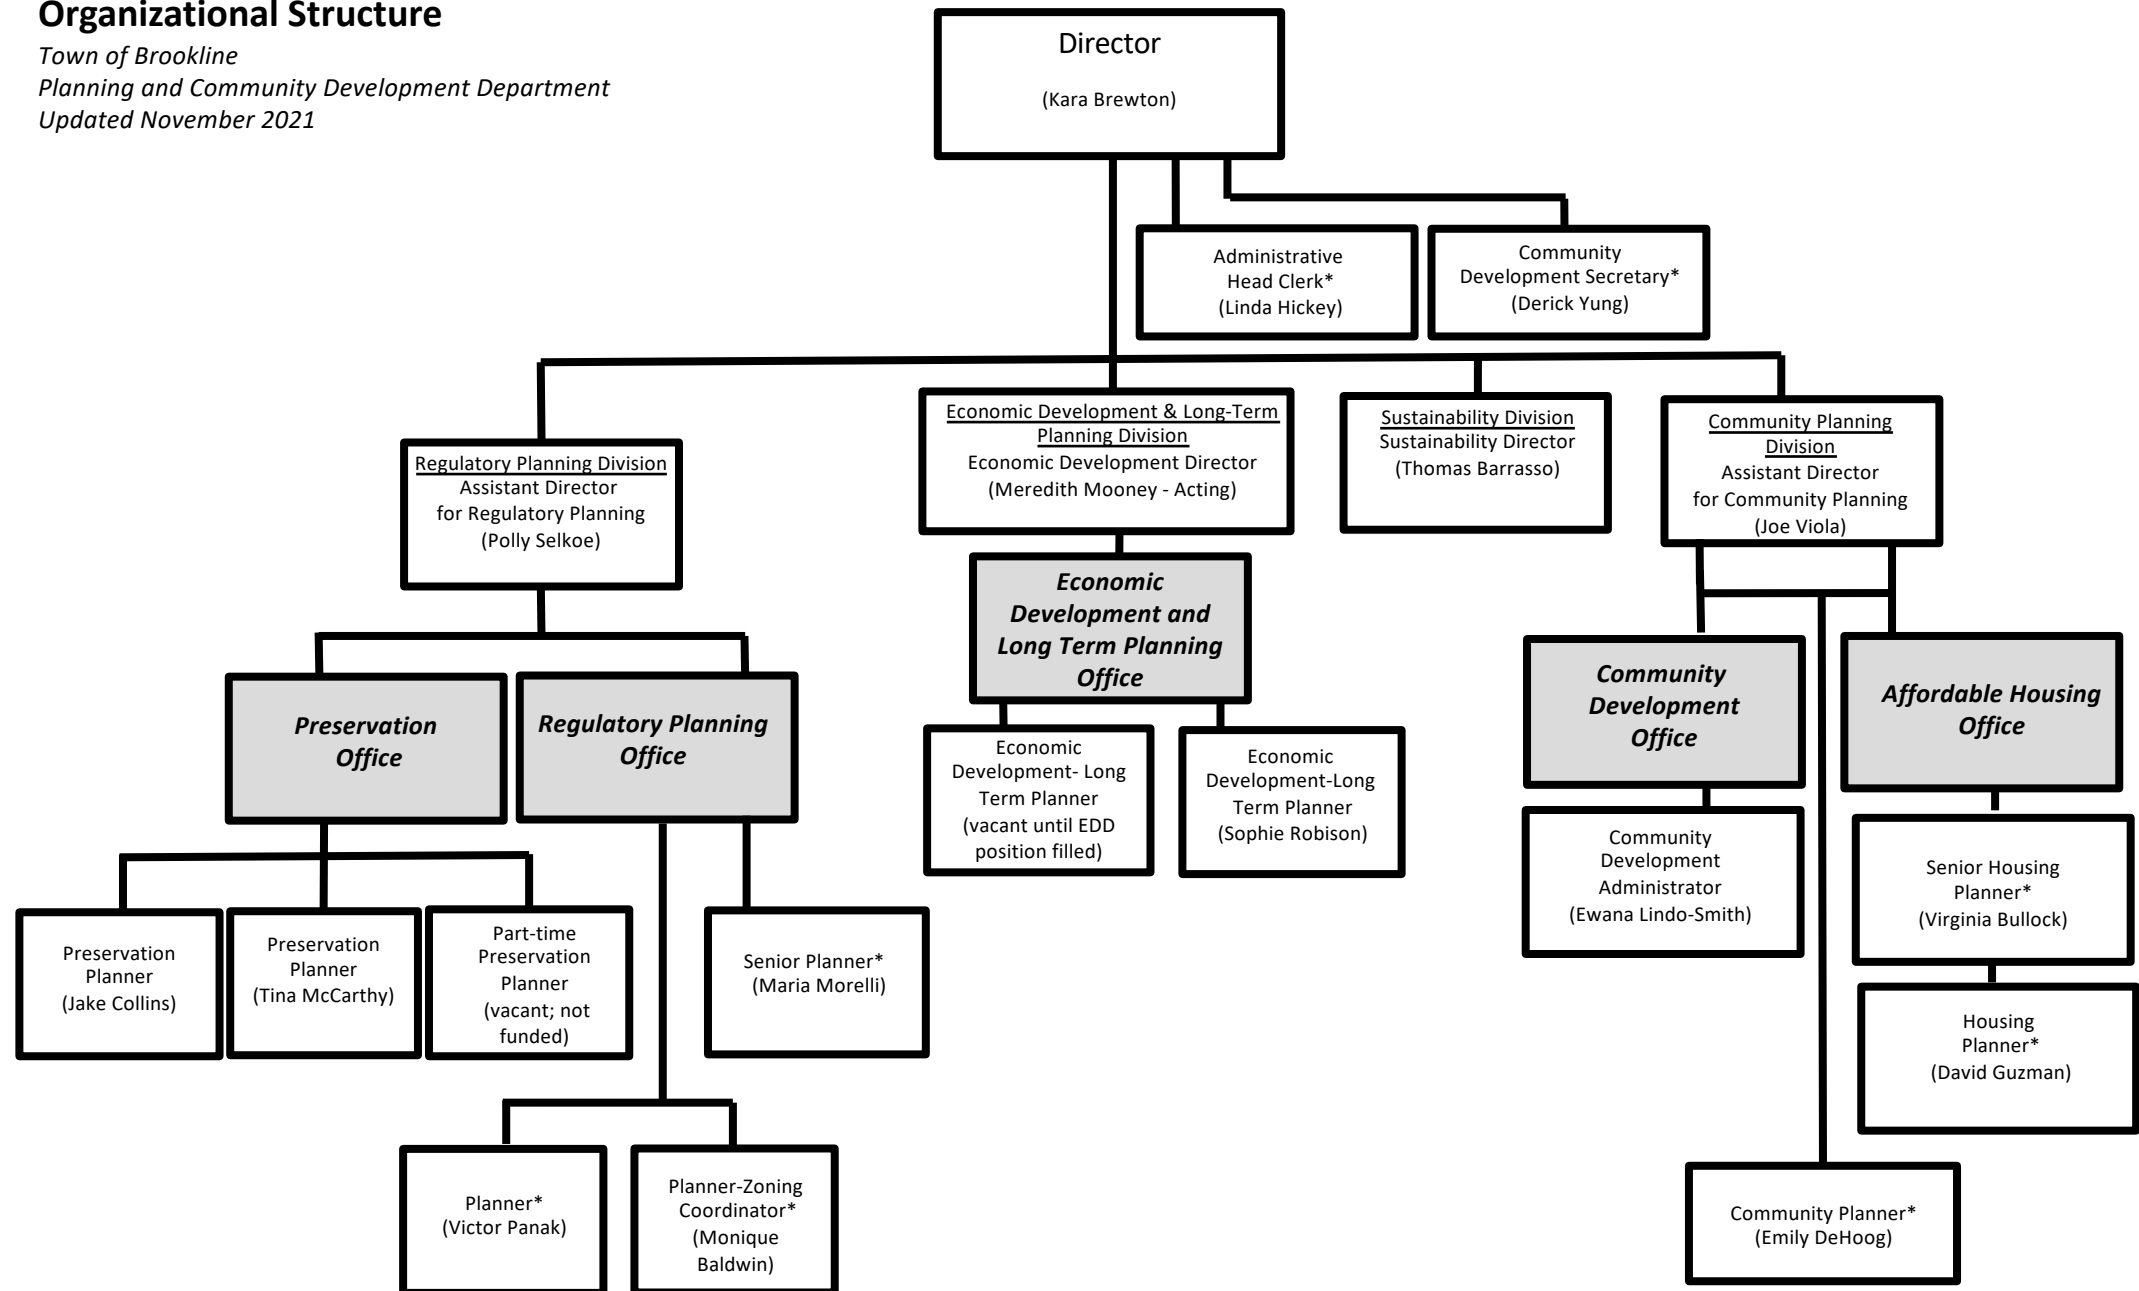 Organizational Structure
Town of Brookline
Planning and Community Development Department
Updated November 2021
Director
(Kara Brewton)
Administrative
Head Clerk*
(Linda Hickey)
Community
Development Secretary*
(Derick Yung)
Regulatory Planning Division
Assistant Director
for Regulatory Planning
(Polly Selkoe)
Economic Development & Long-Term
Planning Division
Economic Development Director
(Meredith Mooney - Acting)
Sustainability Division
Sustainability Director
(Thomas Barrasso)
Community Planning
Division
Assistant Director
for Community Planning
(Joe Viola)
Preservation
Office
Regulatory Planning
Office
Economic
Development and
Long Term Planning
Office
Community
Development
Office
Affordable Housing
Office
Preservation
Planner
(Jake Collins)
Preservation
Planner
(Tina McCarthy)
Part-time
Preservation
Planner
(vacant; not
funded)
Senior Planner*
(Maria Morelli)
Economic
Development- Long
Term Planner
(vacant until EDD
position filled)
Economic
Development-Long
Term Planner
(Sophie Robison)
Community
Development
Administrator
(Ewana Lindo-Smith)
Senior Housing
Planner*
(Virginia Bullock)
Housing
Planner*
(David Guzman)
Planner*
(Victor Panak)
Planner-Zoning
Coordinator*
(Monique
Baldwin)
Community Planner*
(Emily DeHoog)